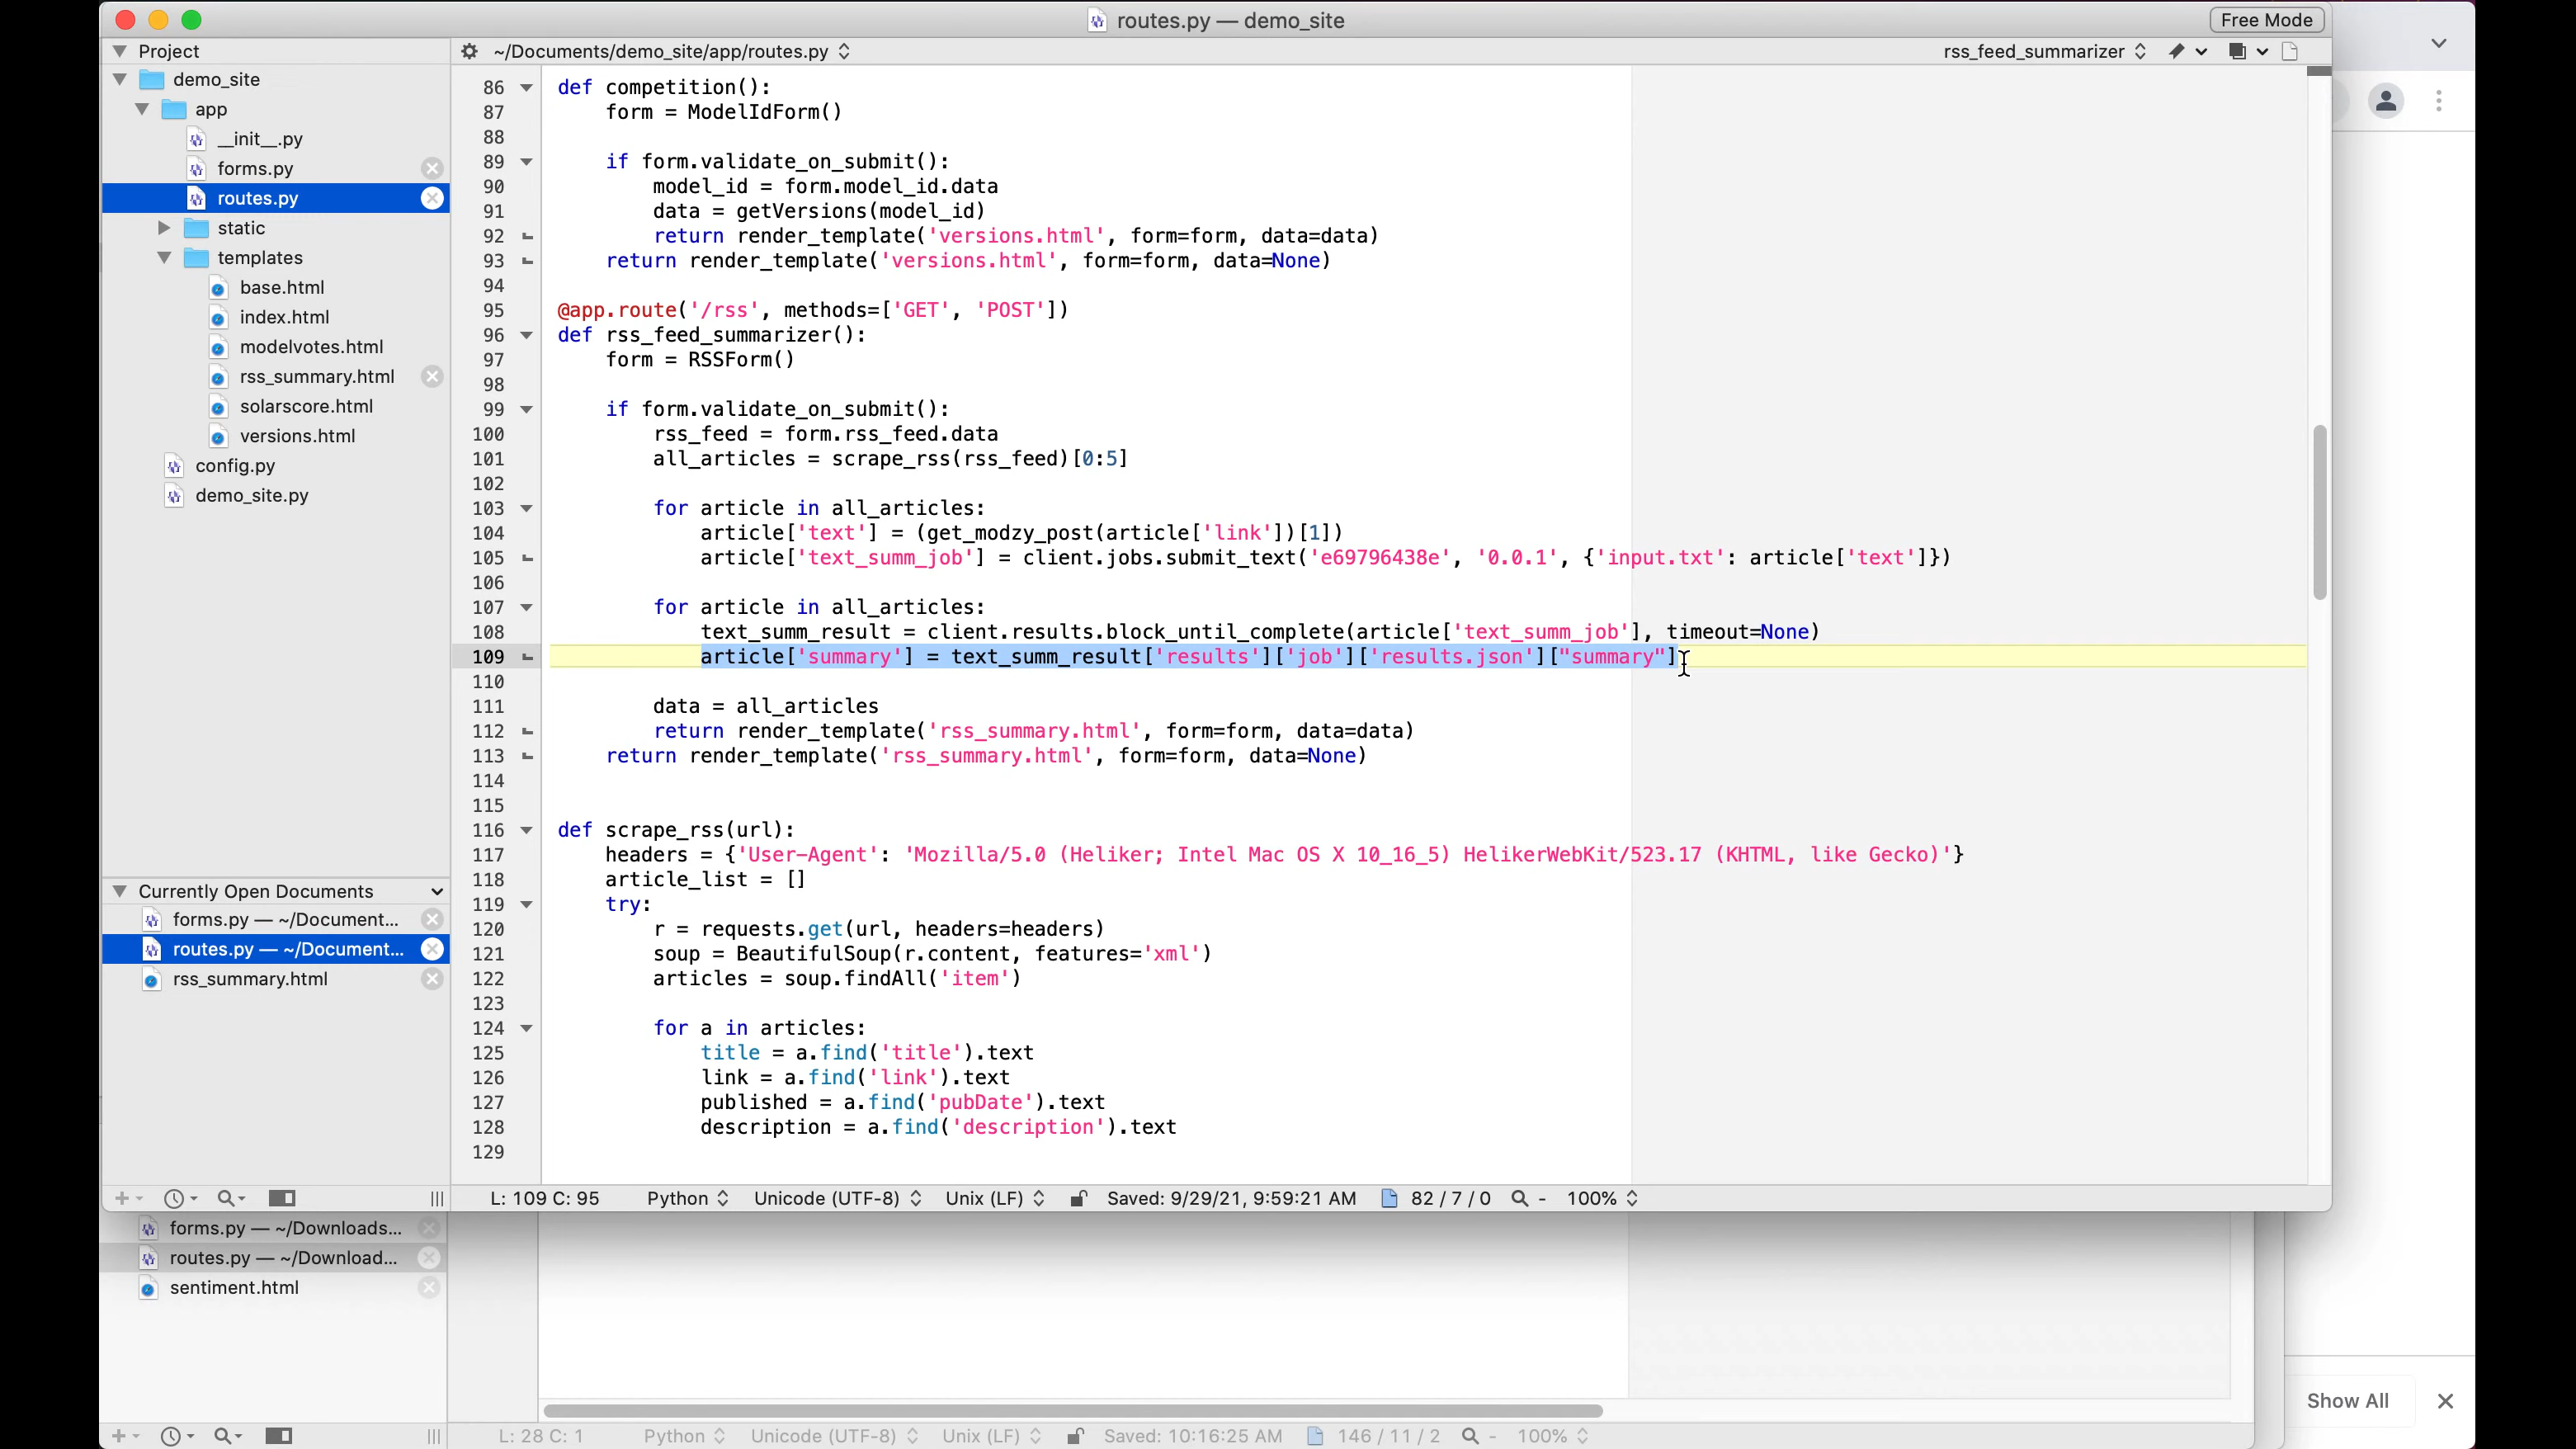 routes.py — demo_site
Free Mode
Project
~/Documents/demo_site/app/routes.py
rss_feed_summarizer
demo_site
app
__init__.py
forms.py
routes.py
static
templates
base.html
index.html
modelvotes.html
rss_summary.html
solarscore.html
versions.html
config.py
demo_site.py
Currently Open Documents
forms.py — ~/Document...
routes.py — ~/Document...
rss_summary.html
86 def competition():
87     form = ModelIdForm()
88
89     if form.validate_on_submit():
90         model_id = form.model_id.data
91         data = getVersions(model_id)
92         return render_template('versions.html', form=form, data=data)
93     return render_template('versions.html', form=form, data=None)
94
95 @app.route('/rss', methods=['GET', 'POST'])
96 def rss_feed_summarizer():
97     form = RSSForm()
98
99     if form.validate_on_submit():
100         rss_feed = form.rss_feed.data
101         all_articles = scrape_rss(rss_feed)[0:5]
102
103         for article in all_articles:
104             article['text'] = (get_modzy_post(article['link'])[1])
105             article['text_summ_job'] = client.jobs.submit_text('e69796438e', '0.0.1', {'input.txt': article['text']})
106
107         for article in all_articles:
108             text_summ_result = client.results.block_until_complete(article['text_summ_job'], timeout=None)
109             article['summary'] = text_summ_result['results']['job']['results.json']["summary"]
110
111         data = all_articles
112         return render_template('rss_summary.html', form=form, data=data)
113     return render_template('rss_summary.html', form=form, data=None)
114
115
116 def scrape_rss(url):
117     headers = {'User-Agent': 'Mozilla/5.0 (Heliker; Intel Mac OS X 10_16_5) HelikerWebKit/523.17 (KHTML, like Gecko)'}
118     article_list = []
119     try:
120         r = requests.get(url, headers=headers)
121         soup = BeautifulSoup(r.content, features='xml')
122         articles = soup.findAll('item')
123
124         for a in articles:
125             title = a.find('title').text
126             link = a.find('link').text
127             published = a.find('pubDate').text
128             description = a.find('description').text
129
L: 109 C: 95 Python Unicode (UTF-8) Unix (LF) Saved: 9/29/21, 9:59:21 AM 82 / 7 / 0 - 100%
forms.py — ~/Downloads...
routes.py — ~/Download...
sentiment.html
Show All
L: 28 C: 1 Python Unicode (UTF-8) Unix (LF) Saved: 10:16:25 AM 146 / 11 / 2 - 100%